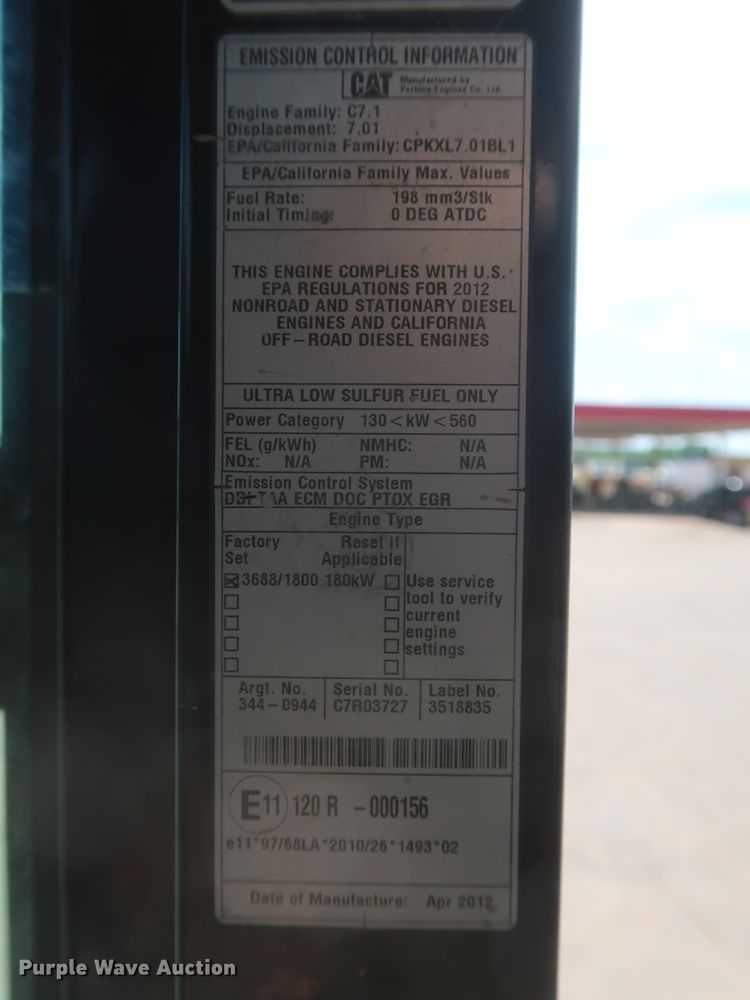 EMISSION CONTROL INFORMATION
CAT Manufactured by
Perkins Engines Co. Ltd.
Engine Family: C7.1
Displacement: 7.01
EPA/California Family: CPKXL7.01BL1
EPA/California Family Max. Values
Fuel Rate: 198 mm3/Stk
Initial Timing: 0 DEG ATDC
THIS ENGINE COMPLIES WITH U.S.
EPA REGULATIONS FOR 2012
NONROAD AND STATIONARY DIESEL
ENGINES AND CALIFORNIA
OFF-ROAD DIESEL ENGINES
ULTRA LOW SULFUR FUEL ONLY
Power Category 130<kW<560
FEL (g/kWh) NMHC: N/A
NOx: N/A PM: N/A
Emission Control System
ECM DOC PTOX EGR
Engine Type
Factory Set
Reset if Applicable
3688/1800 180kW
Use service
tool to verify
current
engine
settings
Argt. No. Serial No. Label No.
344-0944 C7R03727 3518835
E11 120 R -000156
e11*97/68LA*2010/26*1493*02
Date of Manufacture: Apr 2012
Purple Wave Auction